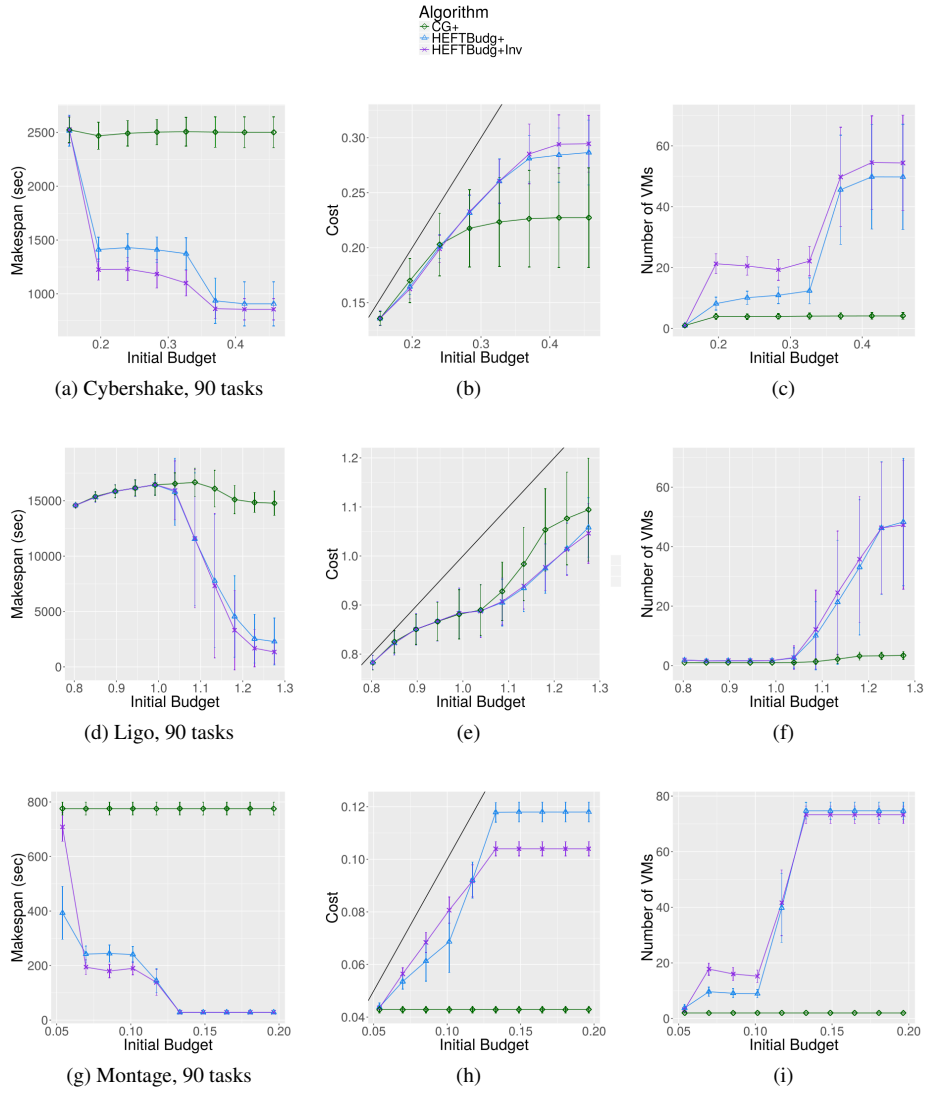 Algorithm
CG+
HEFTBudg+
HEFTBudg+Inv
Makespan (sec)
2500
2000
1500
1000
0.2
0.3
0.4
Initial Budget
(a) Cybershake, 90 tasks
Cost
0.30
0.25
0.20
0.15
0.2
0.3
0.4
Initial Budget
(b)
Number of VMs
60
40
20
0
0.2
0.3
0.4
Initial Budget
(c)
Makespan (sec)
15000
10000
5000
0
0.8
0.9
1.0
1.1
1.2
1.3
Initial Budget
(d) Ligo, 90 tasks
Cost
1.2
1.1
1.0
0.9
0.8
0.8
0.9
1.0
1.1
1.2
1.3
Initial Budget
(e)
Number of VMs
60
40
20
0
0.8
0.9
1.0
1.1
1.2
1.3
Initial Budget
(f)
Makespan (sec)
800
600
400
200
0
0.05
0.10
0.15
0.20
Initial Budget
(g) Montage, 90 tasks
Cost
0.12
0.10
0.08
0.06
0.04
0.05
0.10
0.15
0.20
Initial Budget
(h)
Number of VMs
80
60
40
20
0
0.05
0.10
0.15
0.20
Initial Budget
(i)